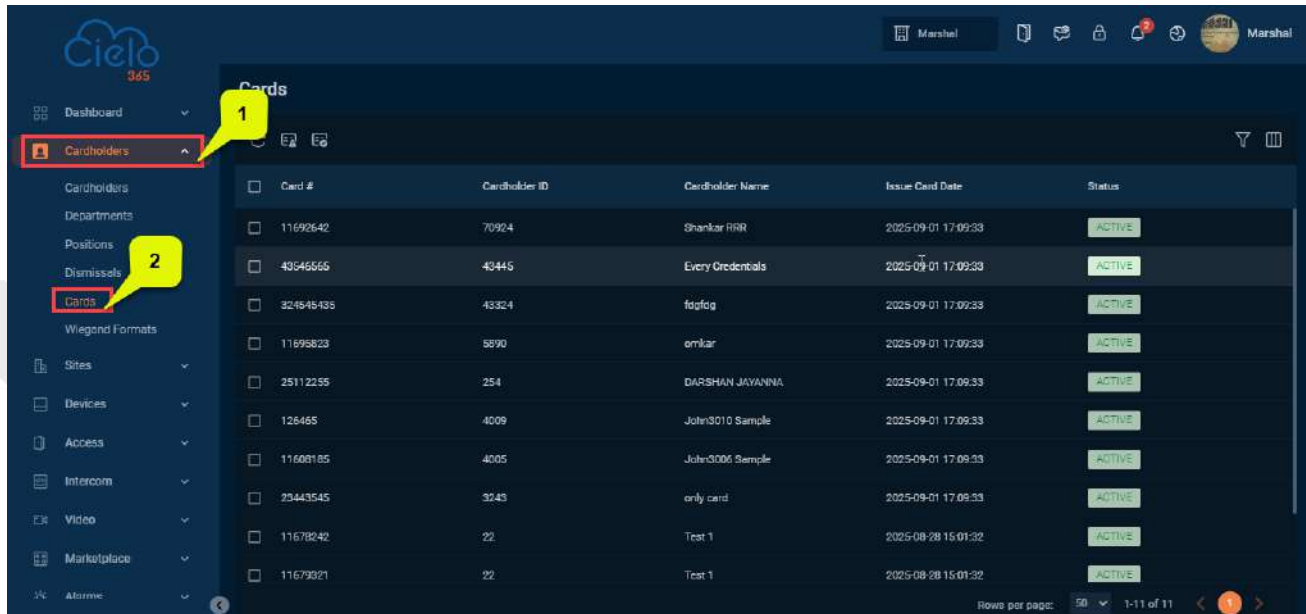 Cielo
365
Marshal
2
Marshal
Cards
Dashboard
1
Cardholders
Cardholders
Departments
Positions
Dismissals
2
Cards
Wiegand Formats
Sites
Devices
Access
Intercom
Video
Marketplace
Alarms
Card # Cardholder ID Cardholder Name Issue Card Date Status
11692642 70924 Shankar RRR 2025-09-01 17:09:33 ACTIVE
43546565 43445 Every Credentials 2025-09-01 17:09:33 ACTIVE
324545435 43324 fdgfdg 2025-09-01 17:09:33 ACTIVE
11695823 5890 omkar 2025-09-01 17:09:33 ACTIVE
25112255 254 DARSHAN JAYANNA 2025-09-01 17:09:33 ACTIVE
126465 4009 John3010 Sample 2025-09-01 17:09:33 ACTIVE
11608185 4005 John3006 Sample 2025-09-01 17:09:33 ACTIVE
23443545 3243 only card 2025-09-01 17:09:33 ACTIVE
11678242 22 Test 1 2025-08-28 15:01:32 ACTIVE
11679321 22 Test 1 2025-08-28 15:01:32 ACTIVE
Rows per page: 50 1-11 of 11 1